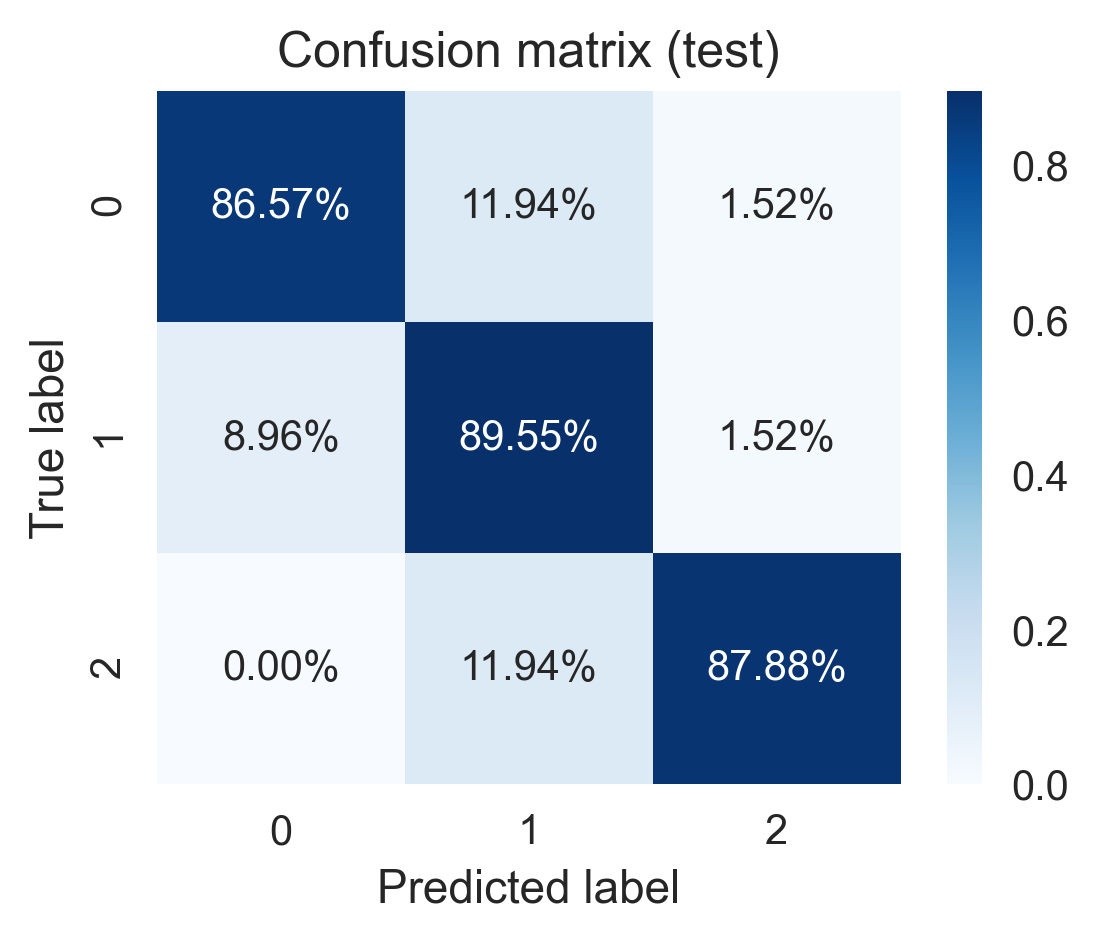 Confusion matrix (test)
0 86.57% 11.94% 1.52%
1 8.96% 89.55% 1.52%
2 0.00% 11.94% 87.88%
0 1 2
Predicted label
True label
0.8
0.6
0.4
0.2
0.0